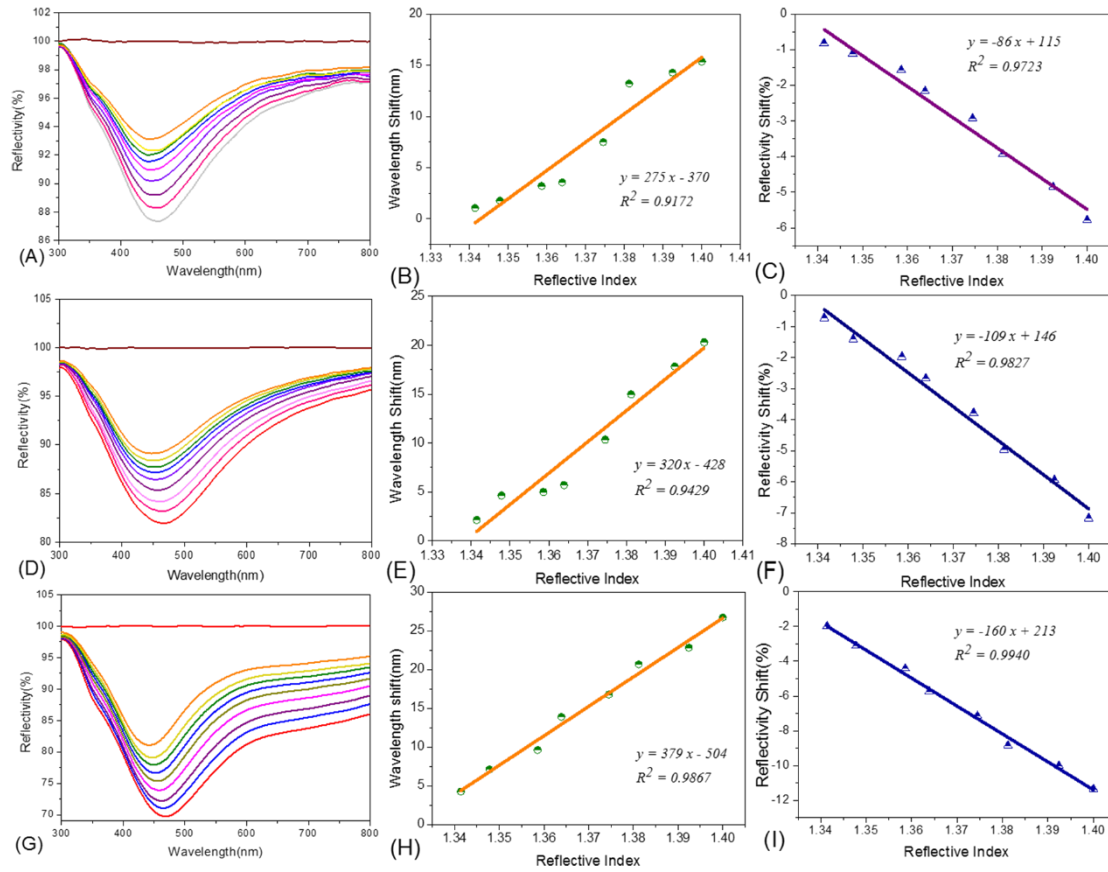 102
100
98
96
94
92
90
88
86
Reflectivity(%)
300 400 500 600 700 800
Wavelength(nm)
(A)
20
15
10
5
0
Wavelength Shift(nm)
y = 275 x - 370
R2 = 0.9172
1.33 1.34 1.35 1.36 1.37 1.38 1.39 1.40 1.41
Reflective Index
(B)
0
-1
-2
-3
-4
-5
-6
Reflectivity Shift(%)
y = -86 x + 115
R2 = 0.9723
1.34 1.35 1.36 1.37 1.38 1.39 1.40
Reflective Index
(C)
105
100
95
90
85
80
Reflectivity(%)
300 400 500 600 700 800
Wavelength(nm)
(D)
25
20
15
10
5
0
Wavelength Shift(nm)
y = 320 x - 428
R2 = 0.9429
1.33 1.34 1.35 1.36 1.37 1.38 1.39 1.40 1.41
Reflective Index
(E)
0
-1
-2
-3
-4
-5
-6
-7
-8
Reflectivity Shift(%)
y = -109 x + 146
R2 = 0.9827
1.34 1.35 1.36 1.37 1.38 1.39 1.40
Reflective Index
(F)
105
100
95
90
85
80
75
70
Reflectivity(%)
300 400 500 600 700 800
Wavelength(nm)
(G)
30
25
20
15
10
5
0
Wavelength shift(nm)
y = 379 x - 504
R2 = 0.9867
1.34 1.35 1.36 1.37 1.38 1.39 1.40
Reflective Index
(H)
0
-2
-4
-6
-8
-10
-12
Reflectivity Shift(%)
y = -160 x + 213
R2 = 0.9940
1.34 1.35 1.36 1.37 1.38 1.39 1.40
Reflective Index
(I)